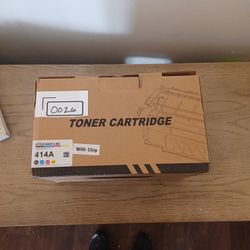 0026
TONER CARTRIDGE
414A
With Chip